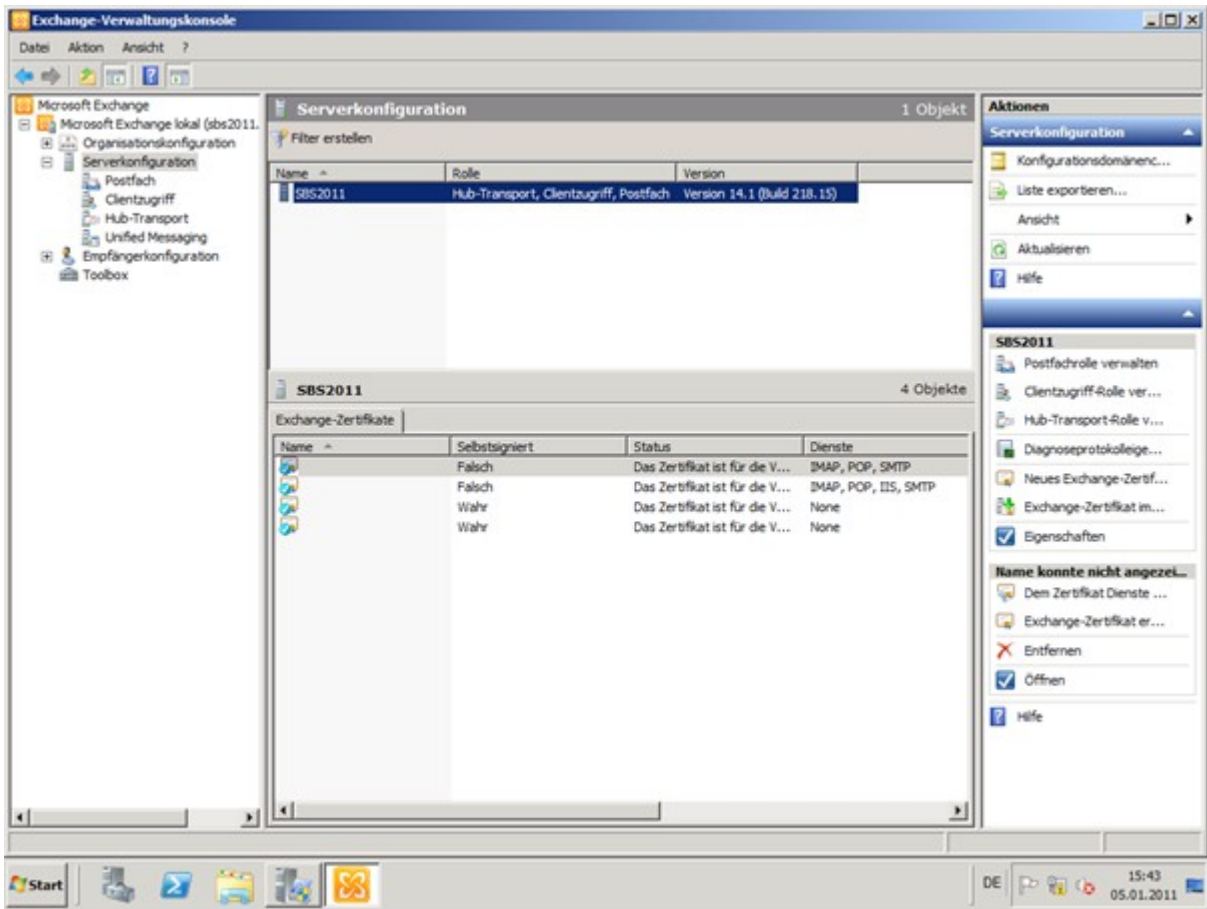 Exchange-Verwaltungskonsole
Datei Aktion Ansicht ?
Microsoft Exchange
Microsoft Exchange lokal (sbs2011.
Organisationskonfiguration
Serverkonfiguration
Postfach
Clientzugriff
Hub-Transport
Unified Messaging
Empfängerkonfiguration
Toolbox
Serverkonfiguration 1 Objekt
Filter erstellen
Name Rolle Version
SBS2011 Hub-Transport, Clientzugriff, Postfach Version 14.1 (Build 218.15)
SBS2011 4 Objekte
Exchange-Zertifikate
Name Selbstsigniert Status Dienste
Falsch Das Zertifikat ist für die V... IMAP, POP, SMTP
Falsch Das Zertifikat ist für die V... IMAP, POP, IIS, SMTP
Wahr Das Zertifikat ist für die V... None
Wahr Das Zertifikat ist für die V... None
Aktionen
Serverkonfiguration
Konfigurationsdomänenc...
Liste exportieren...
Ansicht
Aktualisieren
Hilfe
SBS2011
Postfachrolle verwalten
Clientzugriff-Rolle ver...
Hub-Transport-Rolle v...
Diagnoseprotokolleige...
Neues Exchange-Zertif...
Exchange-Zertifikat im...
Eigenschaften
Name konnte nicht angezei...
Dem Zertifikat Dienste ...
Exchange-Zertifikat er...
Entfernen
Öffnen
Hilfe
Start
DE
15:43
05.01.2011